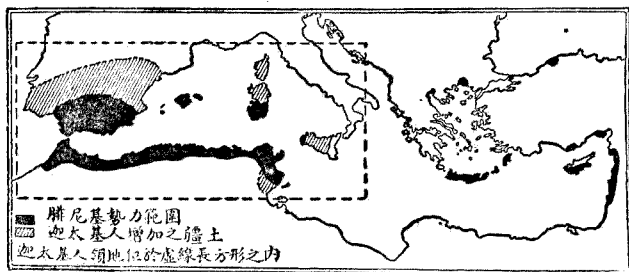 腓尼基勢力範圍
迦太基人增加之疆土
迦太基人領地位於虛線長方形之內